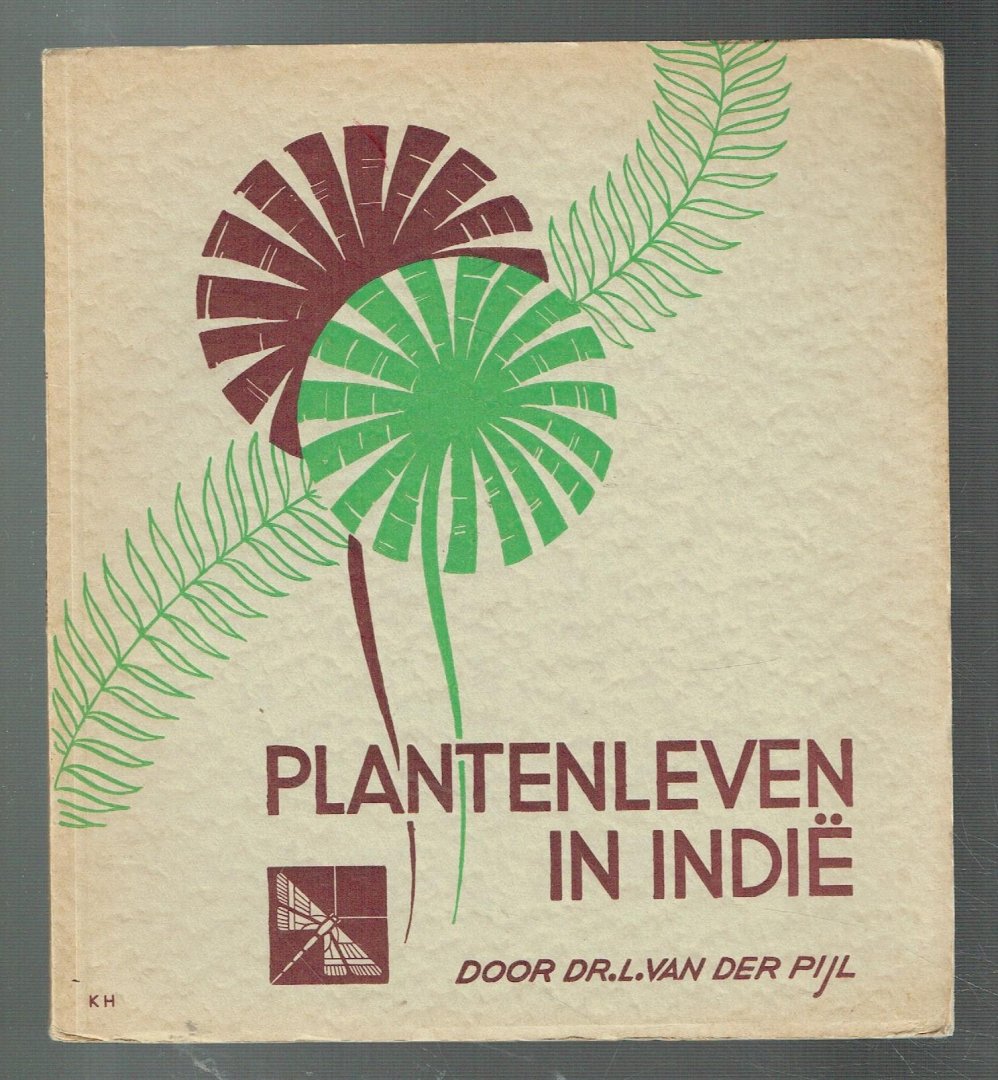 PLANTENLEVEN
IN INDIË
DOOR DR.L.VAN DER PIJL
KH